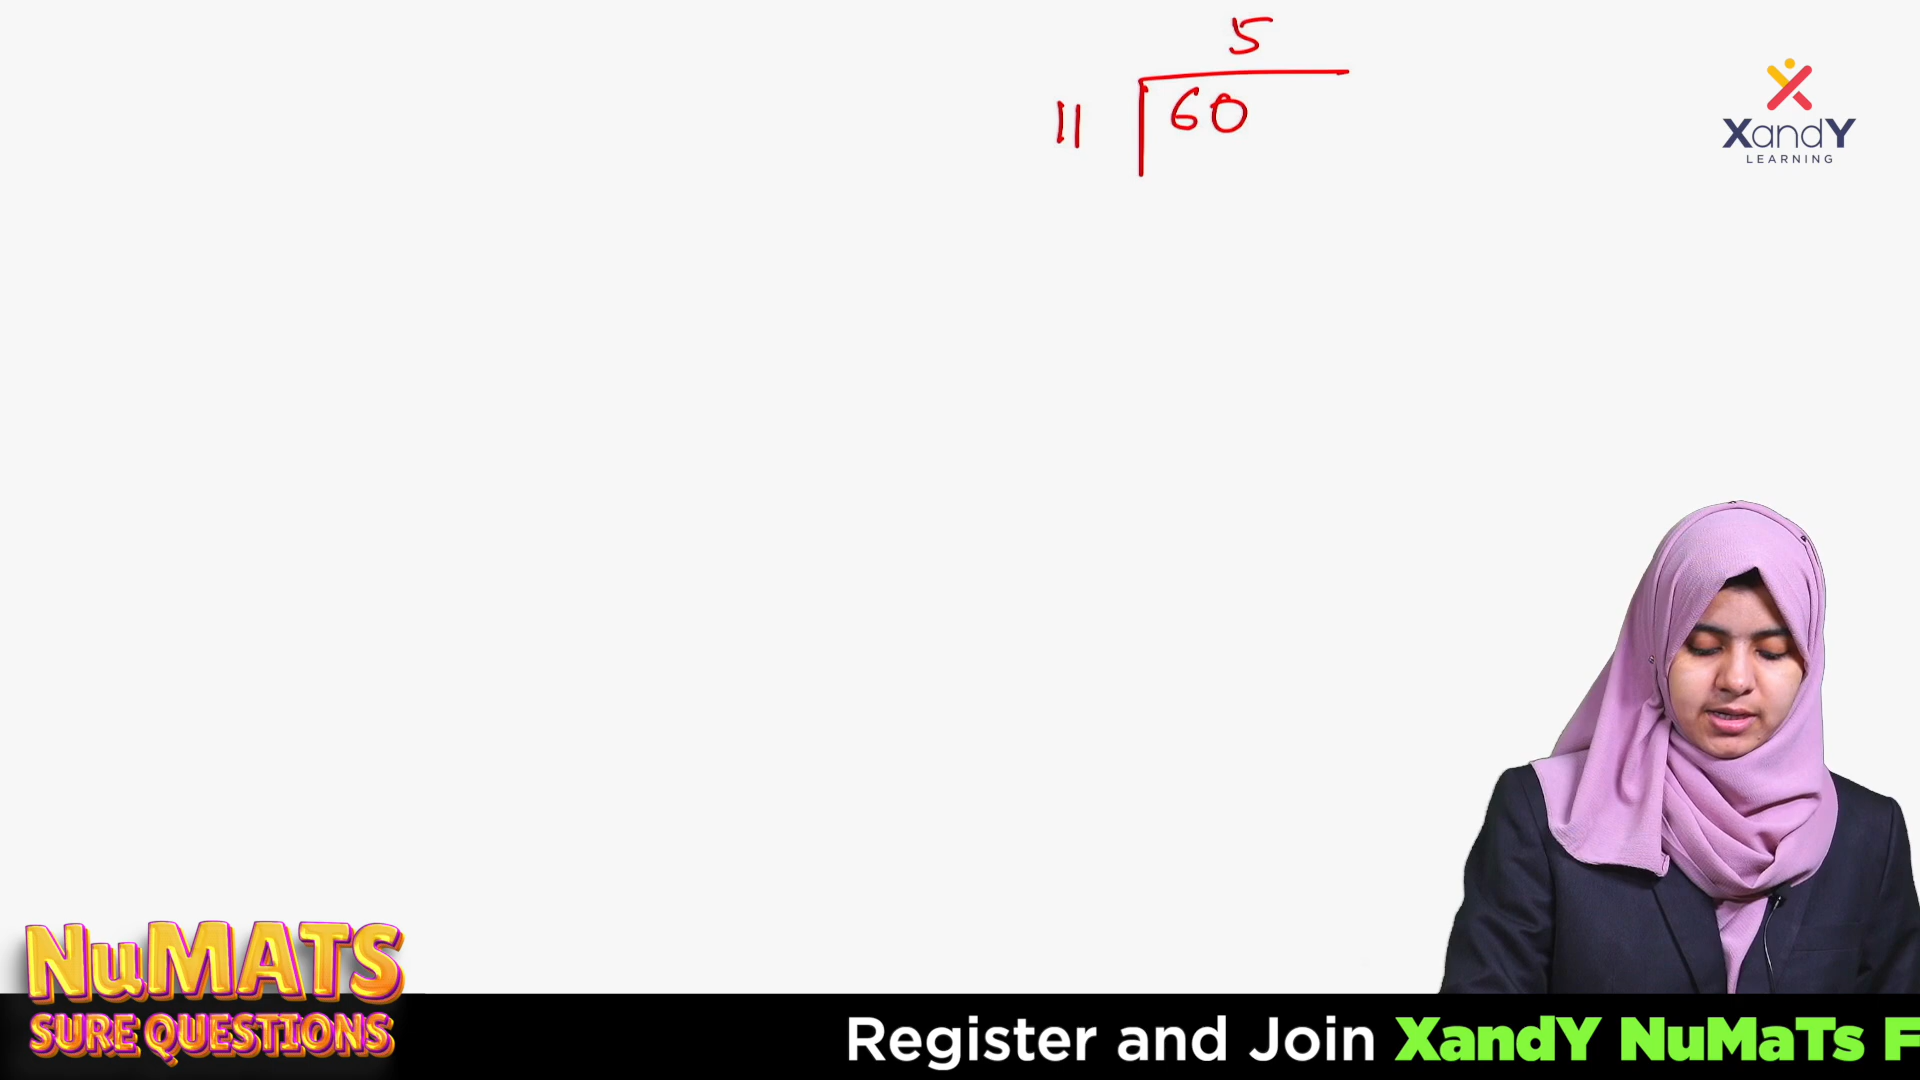 5
11 60
XandY
LEARNING
NuMATS
SURE QUESTIONS
Register and Join XandY NuMaTs F